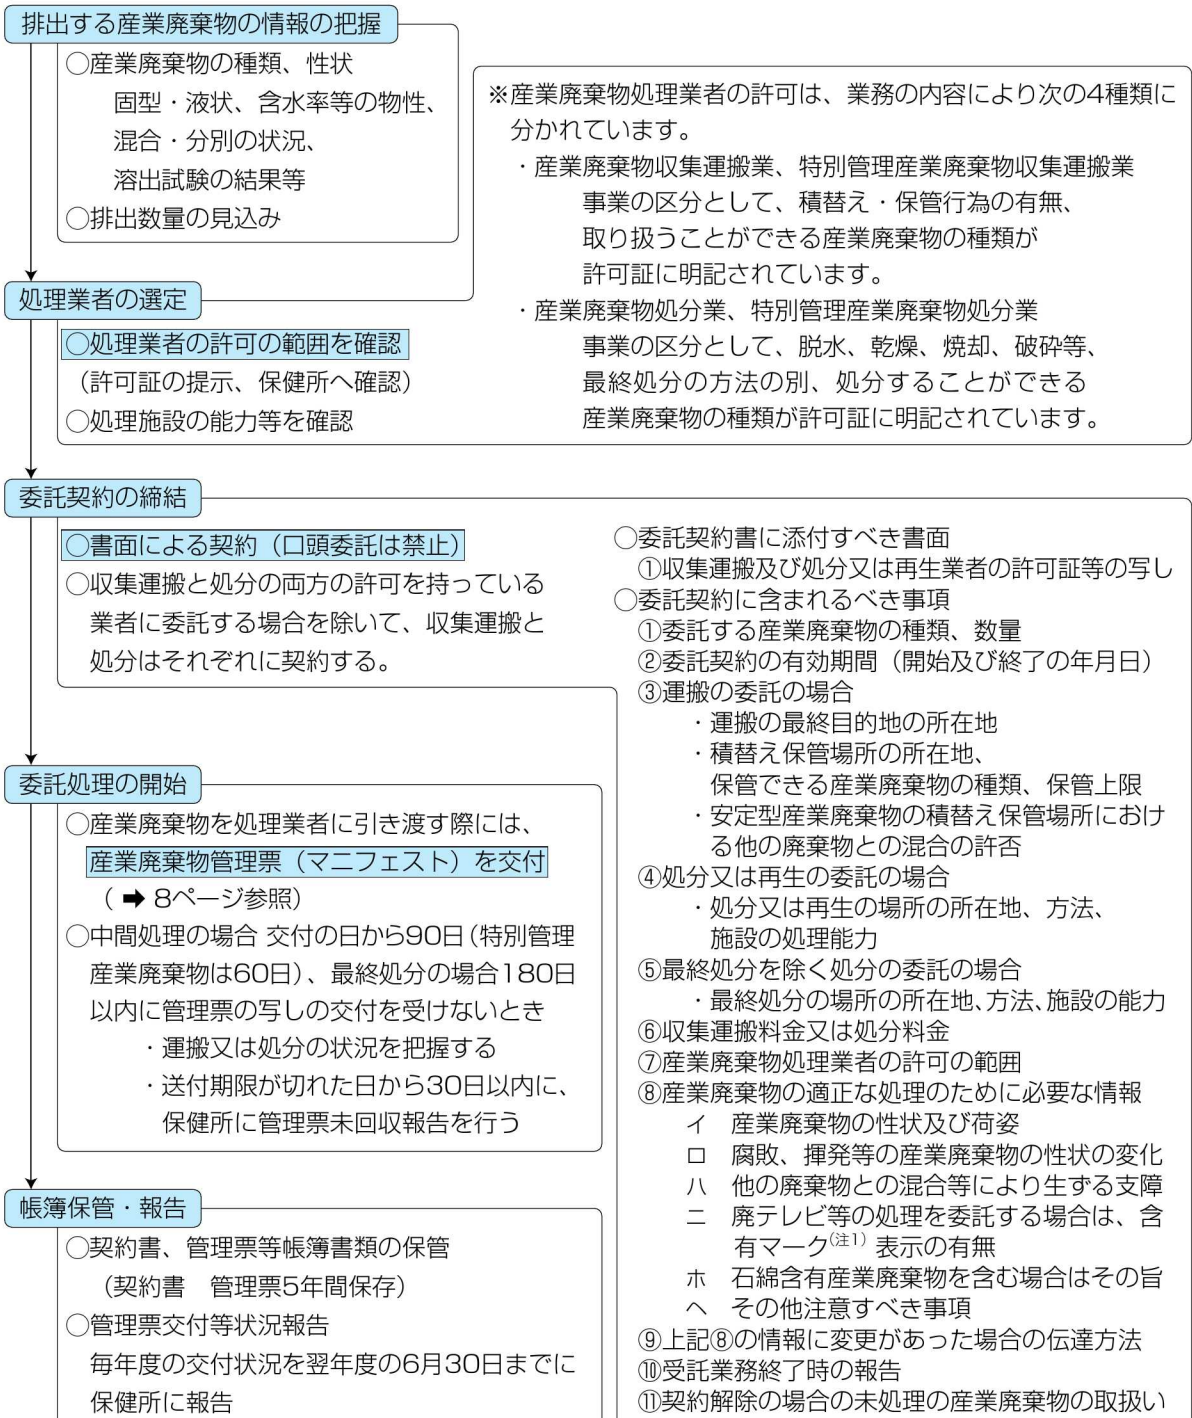 排出する産業廃棄物の情報の把握
○産業廃棄物の種類、性状
固型・液状、含水率等の物性、
混合・分別の状況、
溶出試験の結果等
○排出数量の見込み
処理業者の選定
○処理業者の許可の範囲を確認
（許可証の提示、保健所へ確認）
○処理施設の能力等を確認
※産業廃棄物処理業者の許可は、業務の内容により次の4種類に
分かれています。
・産業廃棄物収集運搬業、特別管理産業廃棄物収集運搬業
事業の区分として、積替え・保管行為の有無、
取り扱うことができる産業廃棄物の種類が
許可証に明記されています。
・産業廃棄物処分業、特別管理産業廃棄物処分業
事業の区分として、脱水、乾燥、焼却、破砕等、
最終処分の方法の別、処分することができる
産業廃棄物の種類が許可証に明記されています。
委託契約の締結
○書面による契約（口頭委託は禁止）
○収集運搬と処分の両方の許可を持っている
業者に委託する場合を除いて、収集運搬と
処分はそれぞれに契約する。
○委託契約書に添付すべき書面
①収集運搬及び処分又は再生業者の許可証等の写し
○委託契約に含まれるべき事項
①委託する産業廃棄物の種類、数量
②委託契約の有効期間（開始及び終了の年月日）
③運搬の委託の場合
・運搬の最終目的地の所在地
・積替え保管場所の所在地、
保管できる産業廃棄物の種類、保管上限
・安定型産業廃棄物の積替え保管場所におけ
る他の廃棄物との混合の許否
④処分又は再生の委託の場合
・処分又は再生の場所の所在地、方法、
施設の処理能力
⑤最終処分を除く処分の委託の場合
・最終処分の場所の所在地、方法、施設の能力
⑥収集運搬料金又は処分料金
⑦産業廃棄物処理業者の許可の範囲
⑧産業廃棄物の適正な処理のために必要な情報
イ　産業廃棄物の性状及び荷姿
ロ　腐敗、揮発等の産業廃棄物の性状の変化
ハ　他の廃棄物との混合等により生ずる支障
ニ　廃テレビ等の処理を委託する場合は、含
有マーク(注1) 表示の有無
ホ　石綿含有産業廃棄物を含む場合はその旨
ヘ　その他注意すべき事項
⑨上記⑧の情報に変更があった場合の伝達方法
⑩受託業務終了時の報告
⑪契約解除の場合の未処理の産業廃棄物の取扱い
委託処理の開始
○産業廃棄物を処理業者に引き渡す際には、
産業廃棄物管理票（マニフェスト）を交付
（➡ 8ページ参照）
○中間処理の場合 交付の日から90日（特別管理
産業廃棄物は60日）、最終処分の場合180日
以内に管理票の写しの交付を受けないとき
・運搬又は処分の状況を把握する
・送付期限が切れた日から30日以内に、
保健所に管理票未回収報告を行う
帳簿保管・報告
○契約書、管理票等帳簿書類の保管
（契約書　管理票5年間保存）
○管理票交付等状況報告
毎年度の交付状況を翌年度の6月30日までに
保健所に報告